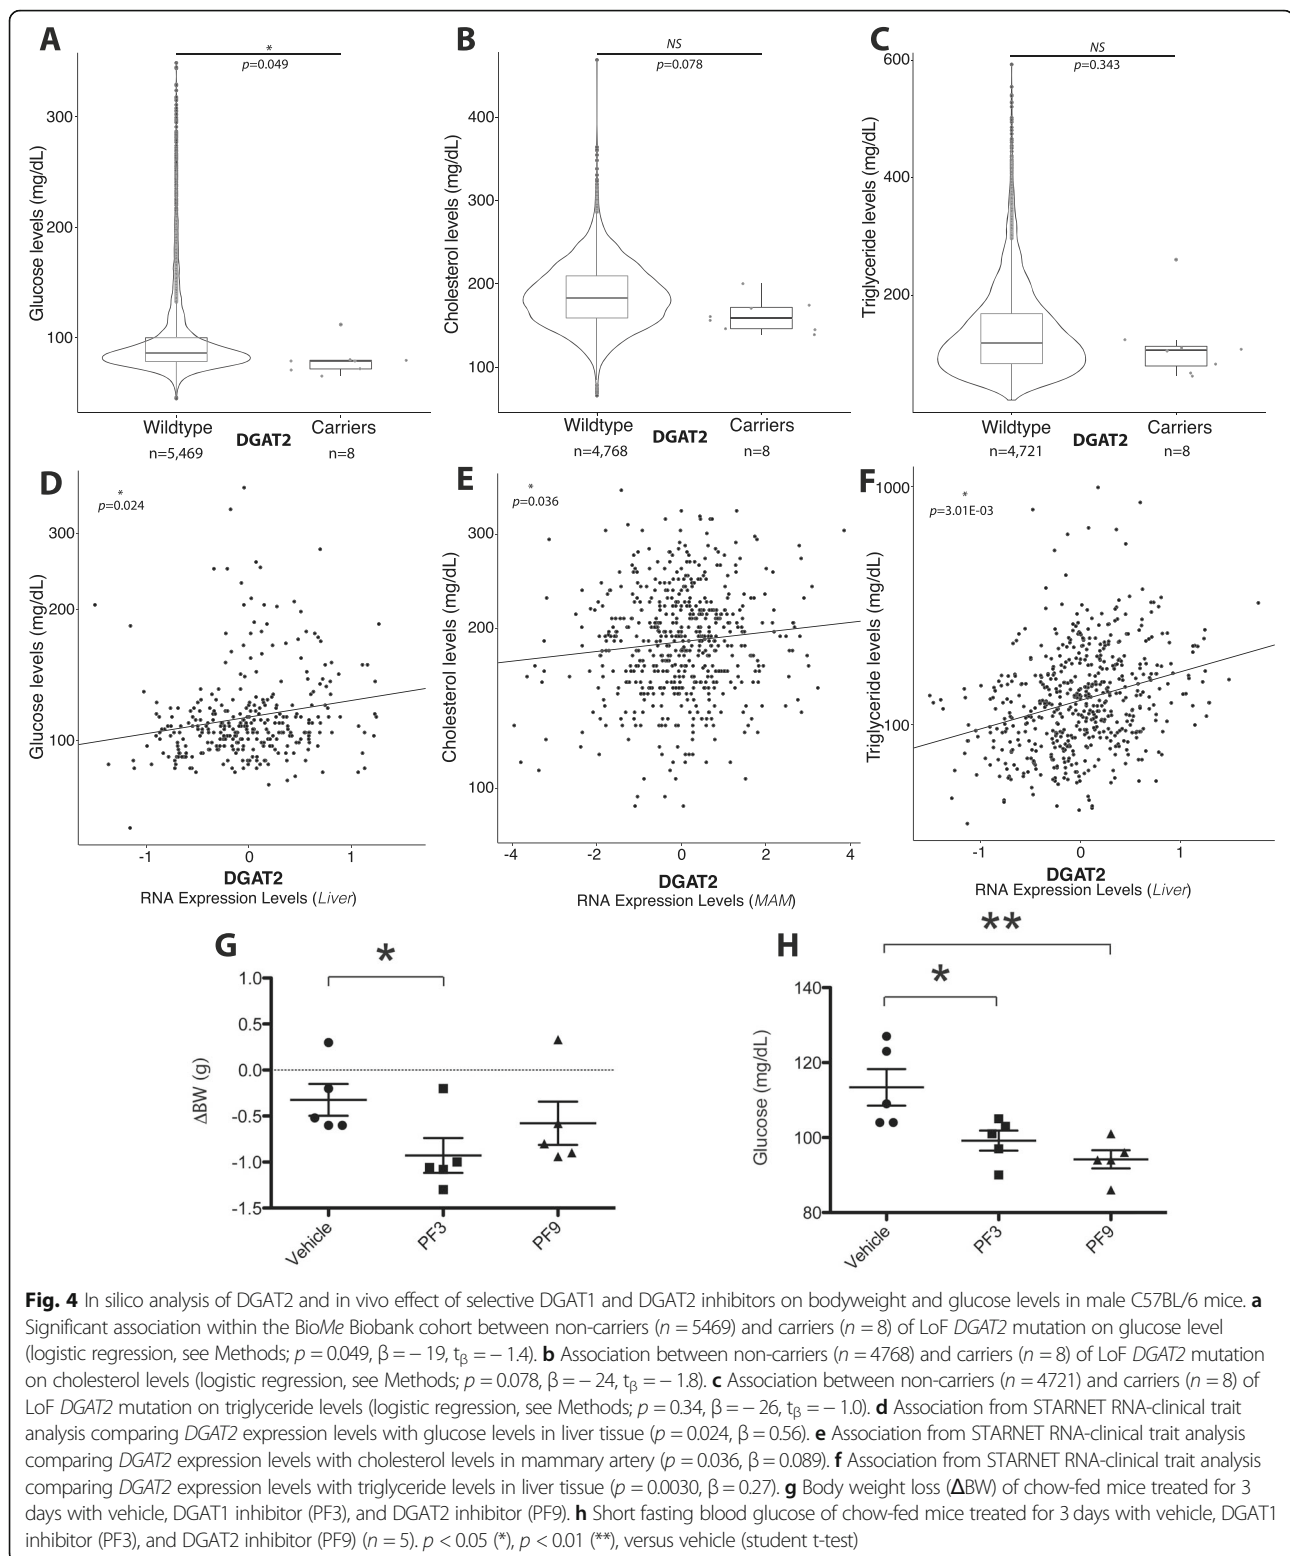 A
B
C
*
p=0.049
NS
p=0.078
NS
p=0.343
Glucose levels (mg/dL)
300
200
100
Cholesterol levels (mg/dL)
400
300
200
100
Triglyceride levels (mg/dL)
600
400
200
Wildtype DGAT2 Carriers
n=5,469 n=8
Wildtype DGAT2 Carriers
n=4,768 n=8
Wildtype DGAT2 Carriers
n=4,721 n=8
D
*
p=0.024
Glucose levels (mg/dL)
300
200
100
-1 0 1
DGAT2
RNA Expression Levels (Liver)
E
*
p=0.036
Cholesterol levels (mg/dL)
300
200
100
-4 -2 0 2 4
DGAT2
RNA Expression Levels (MAM)
F
*
p=3.01E-03
Triglyceride levels (mg/dL)
1000
100
-1 0 1
DGAT2
RNA Expression Levels (Liver)
G
*
ΔBW (g)
1.0
0.5
0.0
-0.5
-1.0
-1.5
Vehicle PF3 PF9
H
**
*
Glucose (mg/dL)
140
120
100
80
Vehicle PF3 PF9
Fig. 4 In silico analysis of DGAT2 and in vivo effect of selective DGAT1 and DGAT2 inhibitors on bodyweight and glucose levels in male C57BL/6 mice. a
Significant association within the BioMe Biobank cohort between non-carriers (n = 5469) and carriers (n = 8) of LoF DGAT2 mutation on glucose level
(logistic regression, see Methods; p = 0.049, β = − 19, tβ = − 1.4). b Association between non-carriers (n = 4768) and carriers (n = 8) of LoF DGAT2 mutation
on cholesterol levels (logistic regression, see Methods; p = 0.078, β = − 24, tβ = − 1.8). c Association between non-carriers (n = 4721) and carriers (n = 8) of
LoF DGAT2 mutation on triglyceride levels (logistic regression, see Methods; p = 0.34, β = − 26, tβ = − 1.0). d Association from STARNET RNA-clinical trait
analysis comparing DGAT2 expression levels with glucose levels in liver tissue (p = 0.024, β = 0.56). e Association from STARNET RNA-clinical trait analysis
comparing DGAT2 expression levels with cholesterol levels in mammary artery (p = 0.036, β = 0.089). f Association from STARNET RNA-clinical trait analysis
comparing DGAT2 expression levels with triglyceride levels in liver tissue (p = 0.0030, β = 0.27). g Body weight loss (ΔBW) of chow-fed mice treated for 3
days with vehicle, DGAT1 inhibitor (PF3), and DGAT2 inhibitor (PF9). h Short fasting blood glucose of chow-fed mice treated for 3 days with vehicle, DGAT1
inhibitor (PF3), and DGAT2 inhibitor (PF9) (n = 5). p < 0.05 (*), p < 0.01 (**), versus vehicle (student t-test)